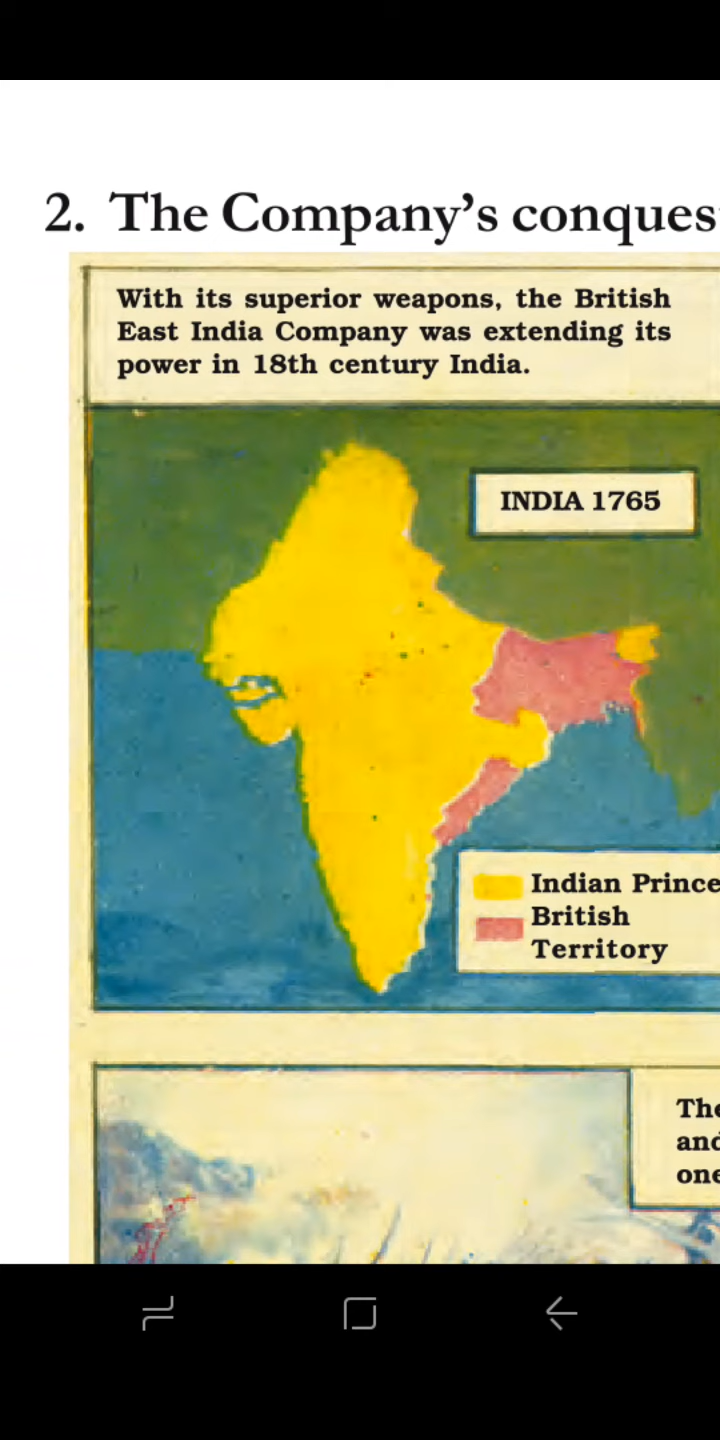 2. The Company's conques
With its superior weapons, the British
East India Company was extending its
power in 18th century India.
INDIA 1765
Indian Prince
British
Territory
The
and
one